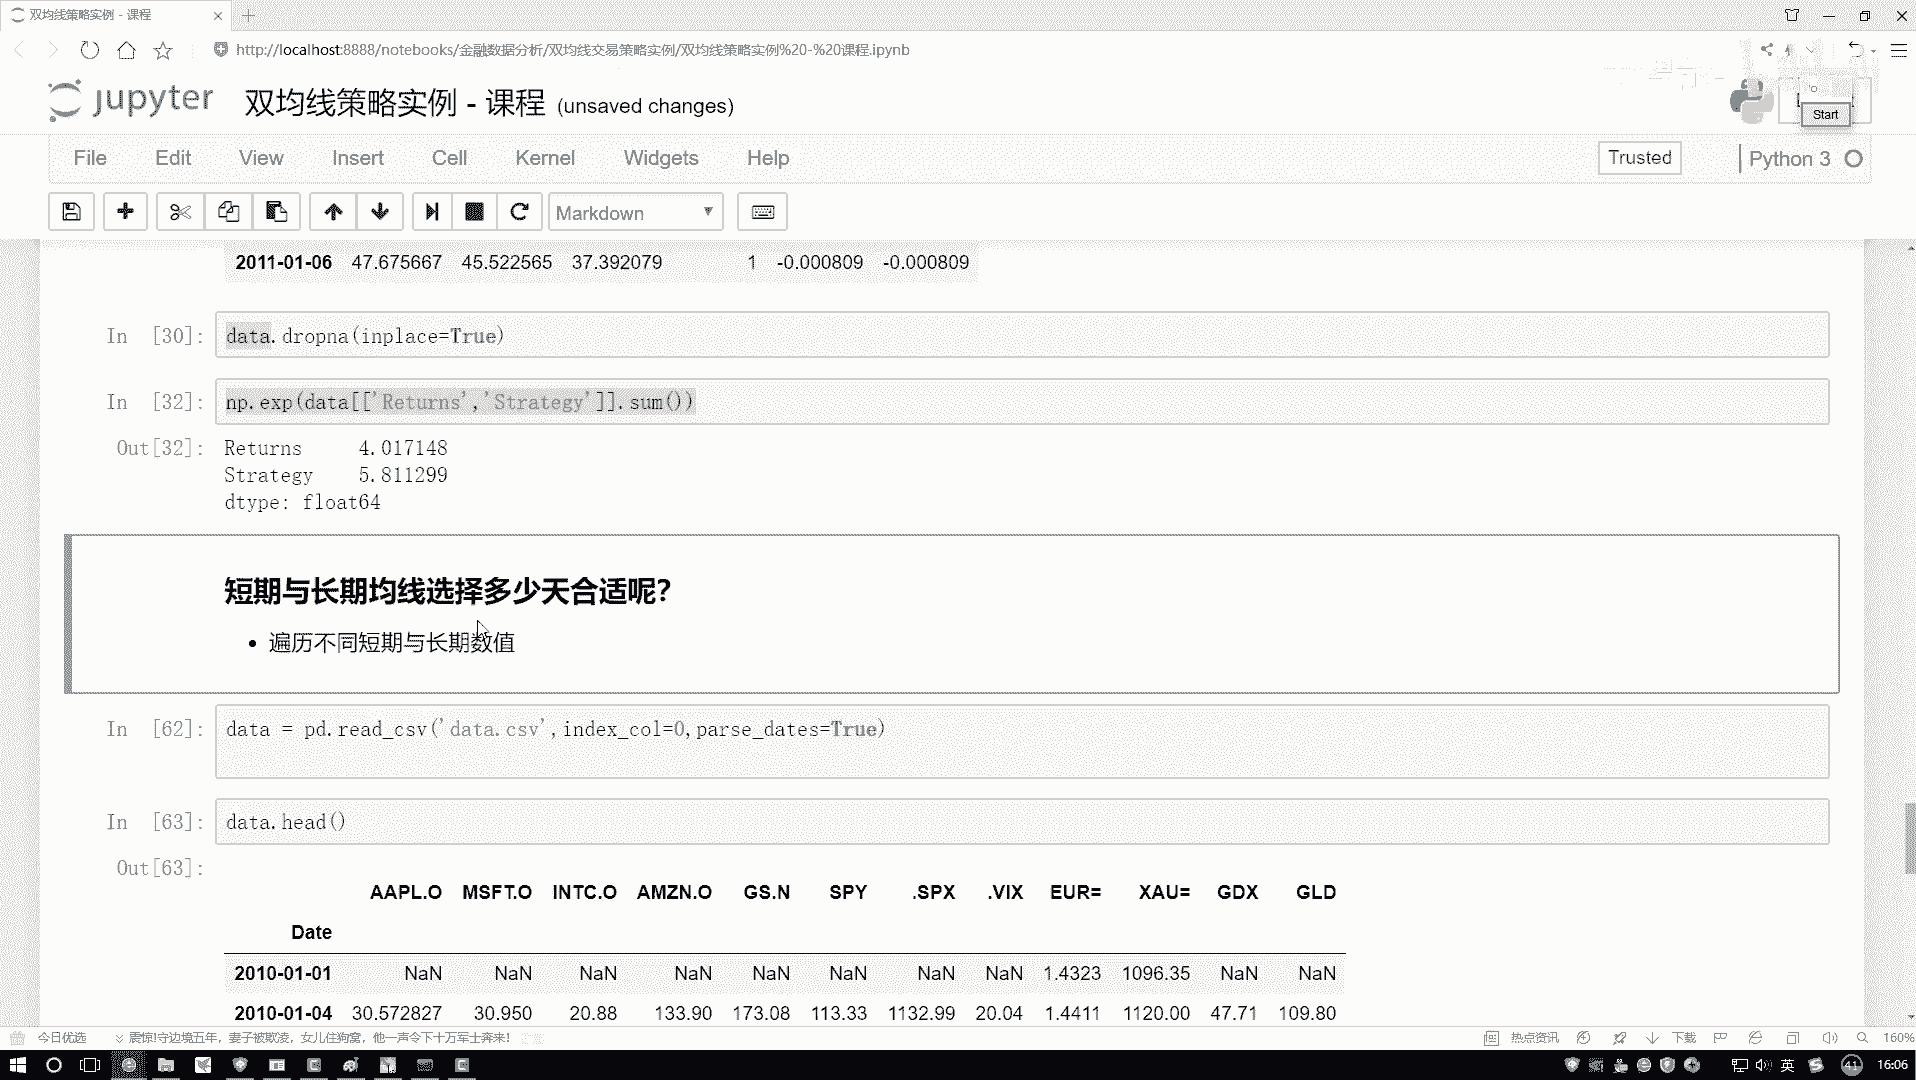 双均线策略实例 - 课程
http://localhost:8888/notebooks/金融数据分析/双均线交易策略实例/双均线策略实例%20-%20课程.ipynb
jupyter 双均线策略实例 - 课程 (unsaved changes)
Start
File Edit View Insert Cell Kernel Widgets Help Trusted Python 3
Markdown
2011-01-06 47.675667 45.522565 37.392079 1 -0.000809 -0.000809
In [30]: data.dropna(inplace=True)
In [32]: np.exp(data[['Returns','Strategy']].sum())
Out[32]: Returns 4.017148
Strategy 5.811299
dtype: float64
短期与长期均线选择多少天合适呢?
• 遍历不同短期与长期数值
In [62]: data = pd.read_csv('data.csv',index_col=0,parse_dates=True)
In [63]: data.head()
Out[63]:
AAPL.O MSFT.O INTC.O AMZN.O GS.N SPY .SPX .VIX EUR= XAU= GDX GLD
Date
2010-01-01 NaN NaN NaN NaN NaN NaN NaN NaN 1.4323 1096.35 NaN NaN
2010-01-04 30.572827 30.950 20.88 133.90 173.08 113.33 1132.99 20.04 1.4411 1120.00 47.71 109.80
今日优选 震惊!守边境五年，妻子被欺凌，女儿住狗窝，他一声令下十万军士奔来! 热点资讯 下载 160%
英 41 16:06